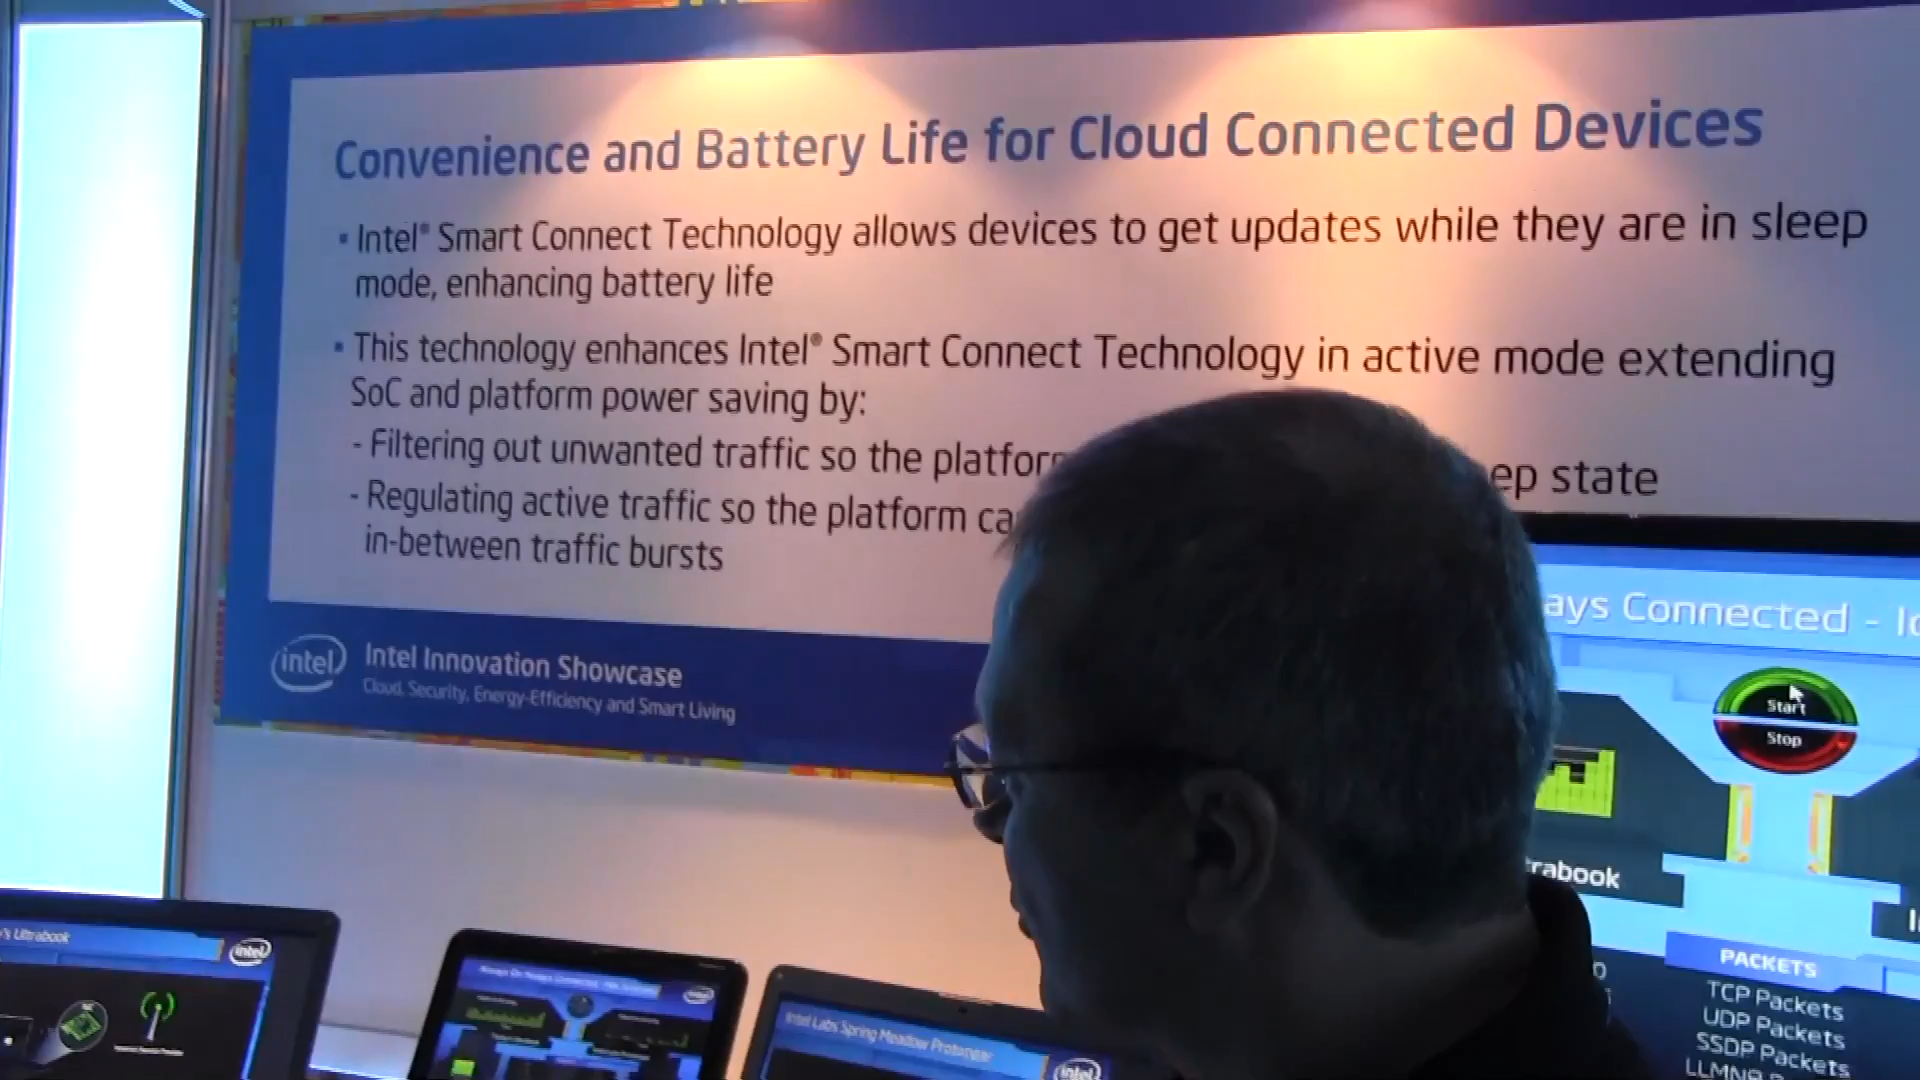 Convenience and Battery Life for Cloud Connected Devices
▪ Intel® Smart Connect Technology allows devices to get updates while they are in sleep
mode, enhancing battery life
▪ This technology enhances Intel® Smart Connect Technology in active mode extending
SoC and platform power saving by:
- Filtering out unwanted traffic so the platfor ep state
- Regulating active traffic so the platform ca
in-between traffic bursts
intel
Intel Innovation Showcase
Cloud, Security, Energy-Efficiency and Smart Living
ays Connected -
Start
Stop
rabook
PACKETS
TCP Packets
UDP Packets
SSDP Packets
's Ultrabook
intel
intel
Intel Labs Spring Meadow Prototype
intel